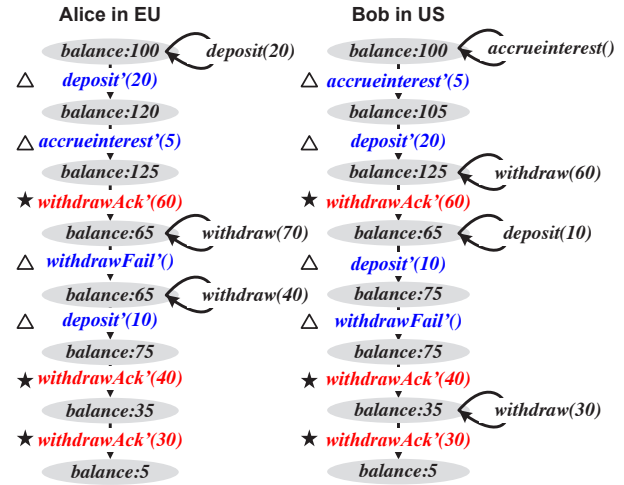 Alice in EU
balance:100
deposit(20)
deposit’(20)
balance:120
accrueinterest’(5)
balance:125
withdrawAck’(60)
balance:65
withdraw(70)
withdrawFail’()
balance:65
withdraw(40)
deposit’(10)
balance:75
withdrawAck’(40)
balance:35
withdrawAck’(30)
balance:5
Bob in US
balance:100
accrueinterest()
accrueinterest’(5)
balance:105
deposit’(20)
balance:125
withdraw(60)
withdrawAck’(60)
balance:65
deposit(10)
deposit’(10)
balance:75
withdrawFail’()
balance:75
withdrawAck’(40)
balance:35
withdraw(30)
withdrawAck’(30)
balance:5